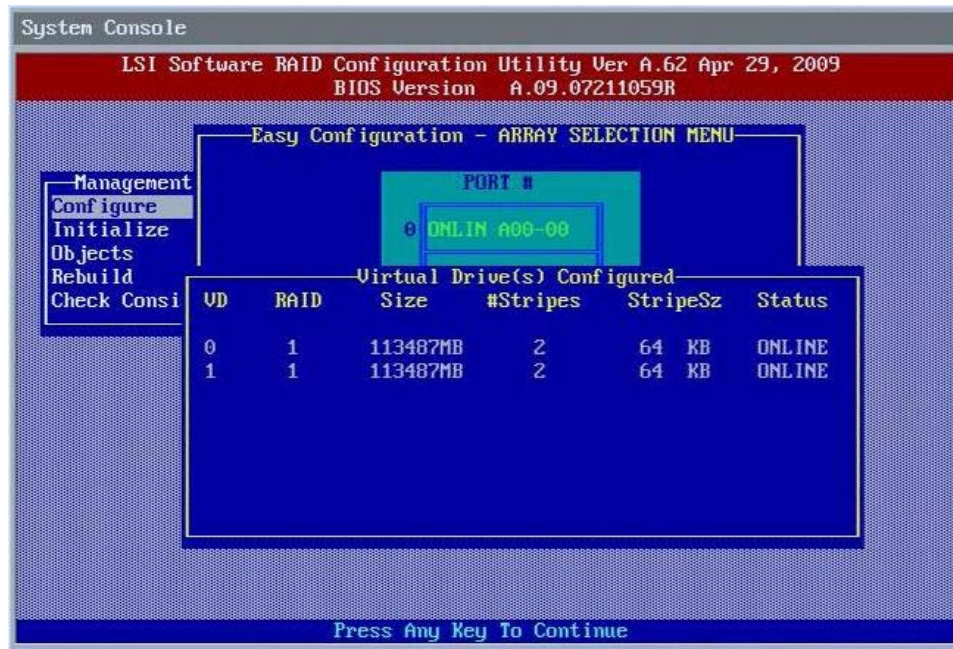 System Console
LSI Software RAID Configuration Utility Ver A.62 Apr 29, 2009
BIOS Version A.09.07211059R
Easy Configuration - ARRAY SELECTION MENU
Management
PORT #
Configure
Initialize
0 ONLIN A00-00
Objects
Rebuild
Virtual Drive(s) Configured
Check Consi
VD RAID Size #Stripes StripeSz Status
0 1 113487MB 2 64 KB ONLINE
1 1 113487MB 2 64 KB ONLINE
Press Any Key To Continue